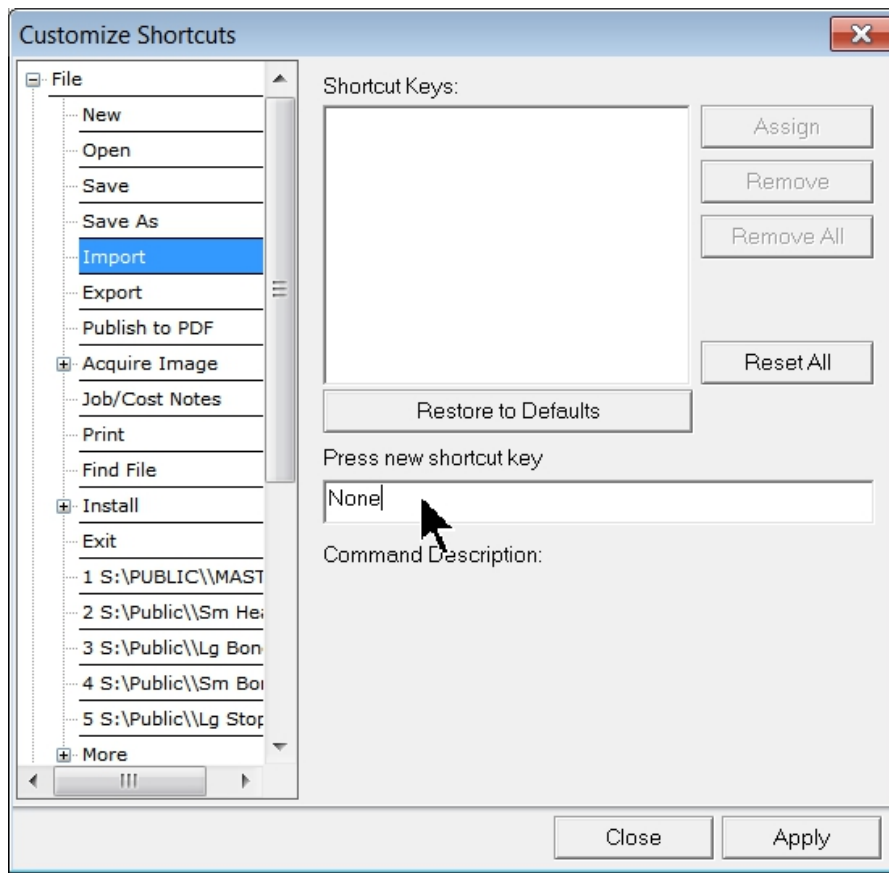 Customize Shortcuts
File
New
Open
Save
Save As
Import
Export
Publish to PDF
Acquire Image
Job/Cost Notes
Print
Find File
Install
Exit
1 S:\PUBLIC\\MAST
2 S:\Public\\Sm Hea
3 S:\Public\\Lg Bon
4 S:\Public\\Sm Bor
5 S:\Public\\Lg Stop
More
Shortcut Keys:
Assign
Remove
Remove All
Reset All
Restore to Defaults
Press new shortcut key
None
Command Description:
Close
Apply